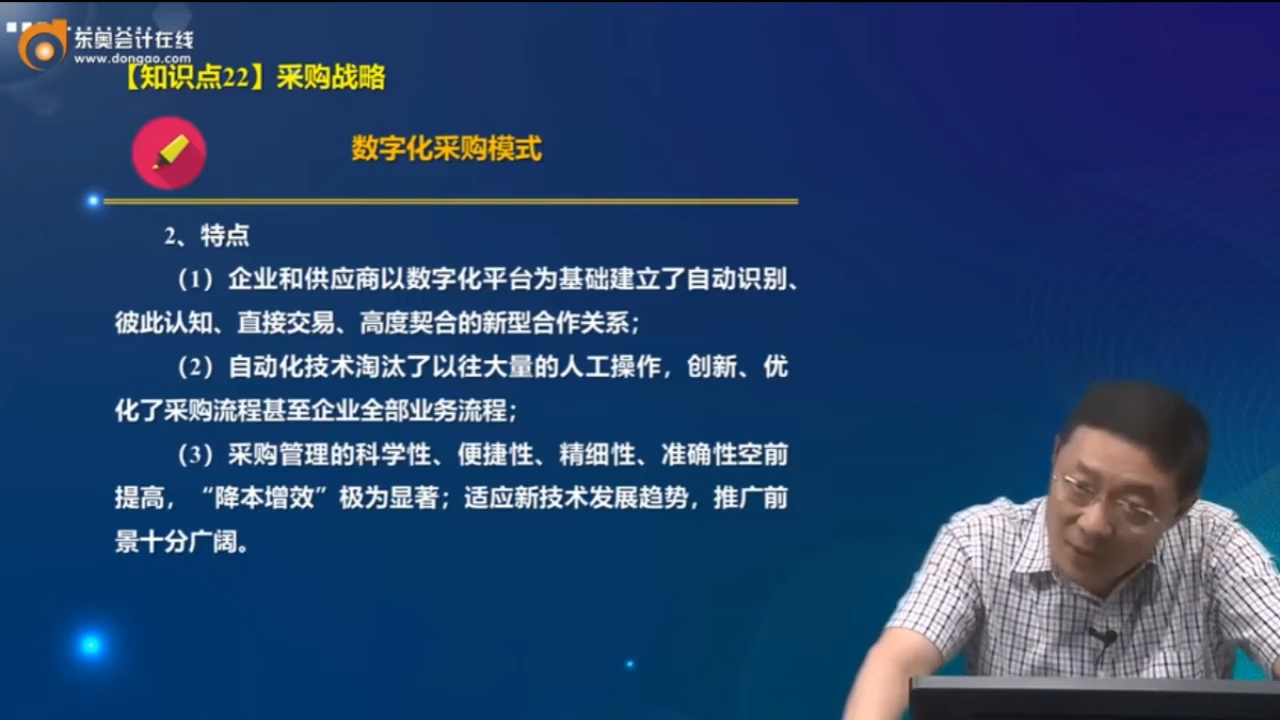 东奥会计在线
www.dongao.com
【知识点22】采购战略
数字化采购模式
2、特点
（1）企业和供应商以数字化平台为基础建立了自动识别、
彼此认知、直接交易、高度契合的新型合作关系；
（2）自动化技术淘汰了以往大量的人工操作，创新、优
化了采购流程甚至企业全部业务流程；
（3）采购管理的科学性、便捷性、精细性、准确性空前
提高，“降本增效”极为显著；适应新技术发展趋势，推广前
景十分广阔。